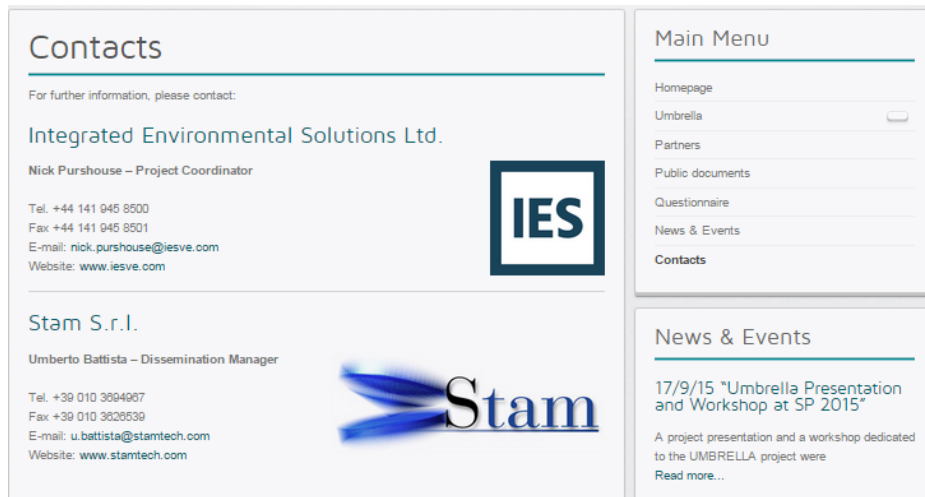 Contacts
For further information, please contact:
Integrated Environmental Solutions Ltd.
Nick Purshouse – Project Coordinator
Tel. +44 141 945 8500
Fax +44 141 945 8501
E-mail: nick.purshouse@iesve.com
Website: www.iesve.com
IES
Stam S.r.l.
Umberto Battista – Dissemination Manager
Tel. +39 010 3694967
Fax +39 010 3626539
E-mail: u.battista@stamtech.com
Website: www.stamtech.com
Stam
Main Menu
Homepage
Umbrella
Partners
Public documents
Questionnaire
News & Events
Contacts
News & Events
17/9/15 “Umbrella Presentation
and Workshop at SP 2015”
A project presentation and a workshop dedicated
to the UMBRELLA project were
Read more...